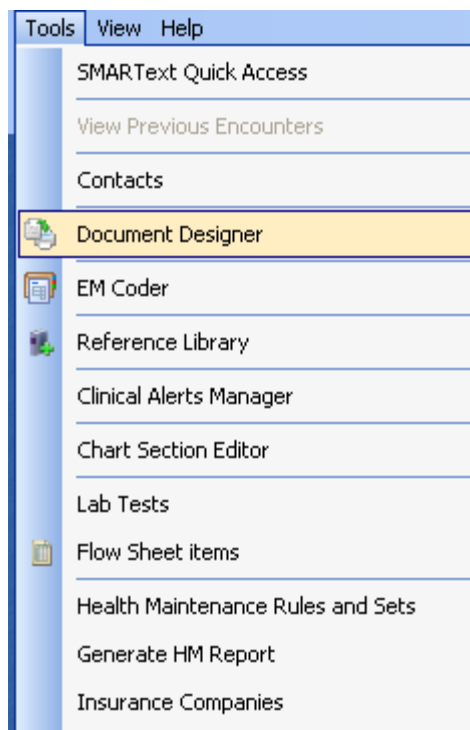 Tools View Help
SMARText Quick Access
View Previous Encounters
Contacts
Document Designer
EM Coder
Reference Library
Clinical Alerts Manager
Chart Section Editor
Lab Tests
Flow Sheet items
Health Maintenance Rules and Sets
Generate HM Report
Insurance Companies